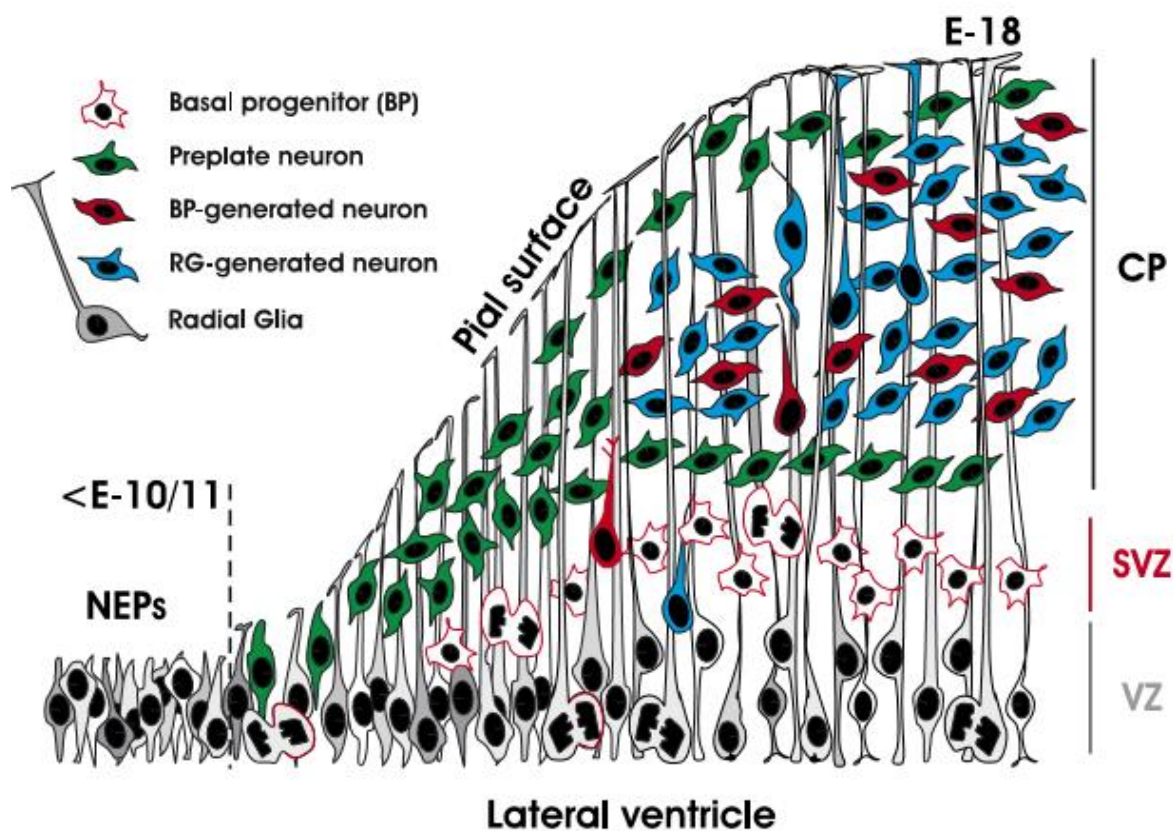 E-18
Basal progenitor (BP)
Preplate neuron
BP-generated neuron
RG-generated neuron
Radial Glia
Pial surface
CP
<E-10/11
NEPs
SVZ
VZ
Lateral ventricle